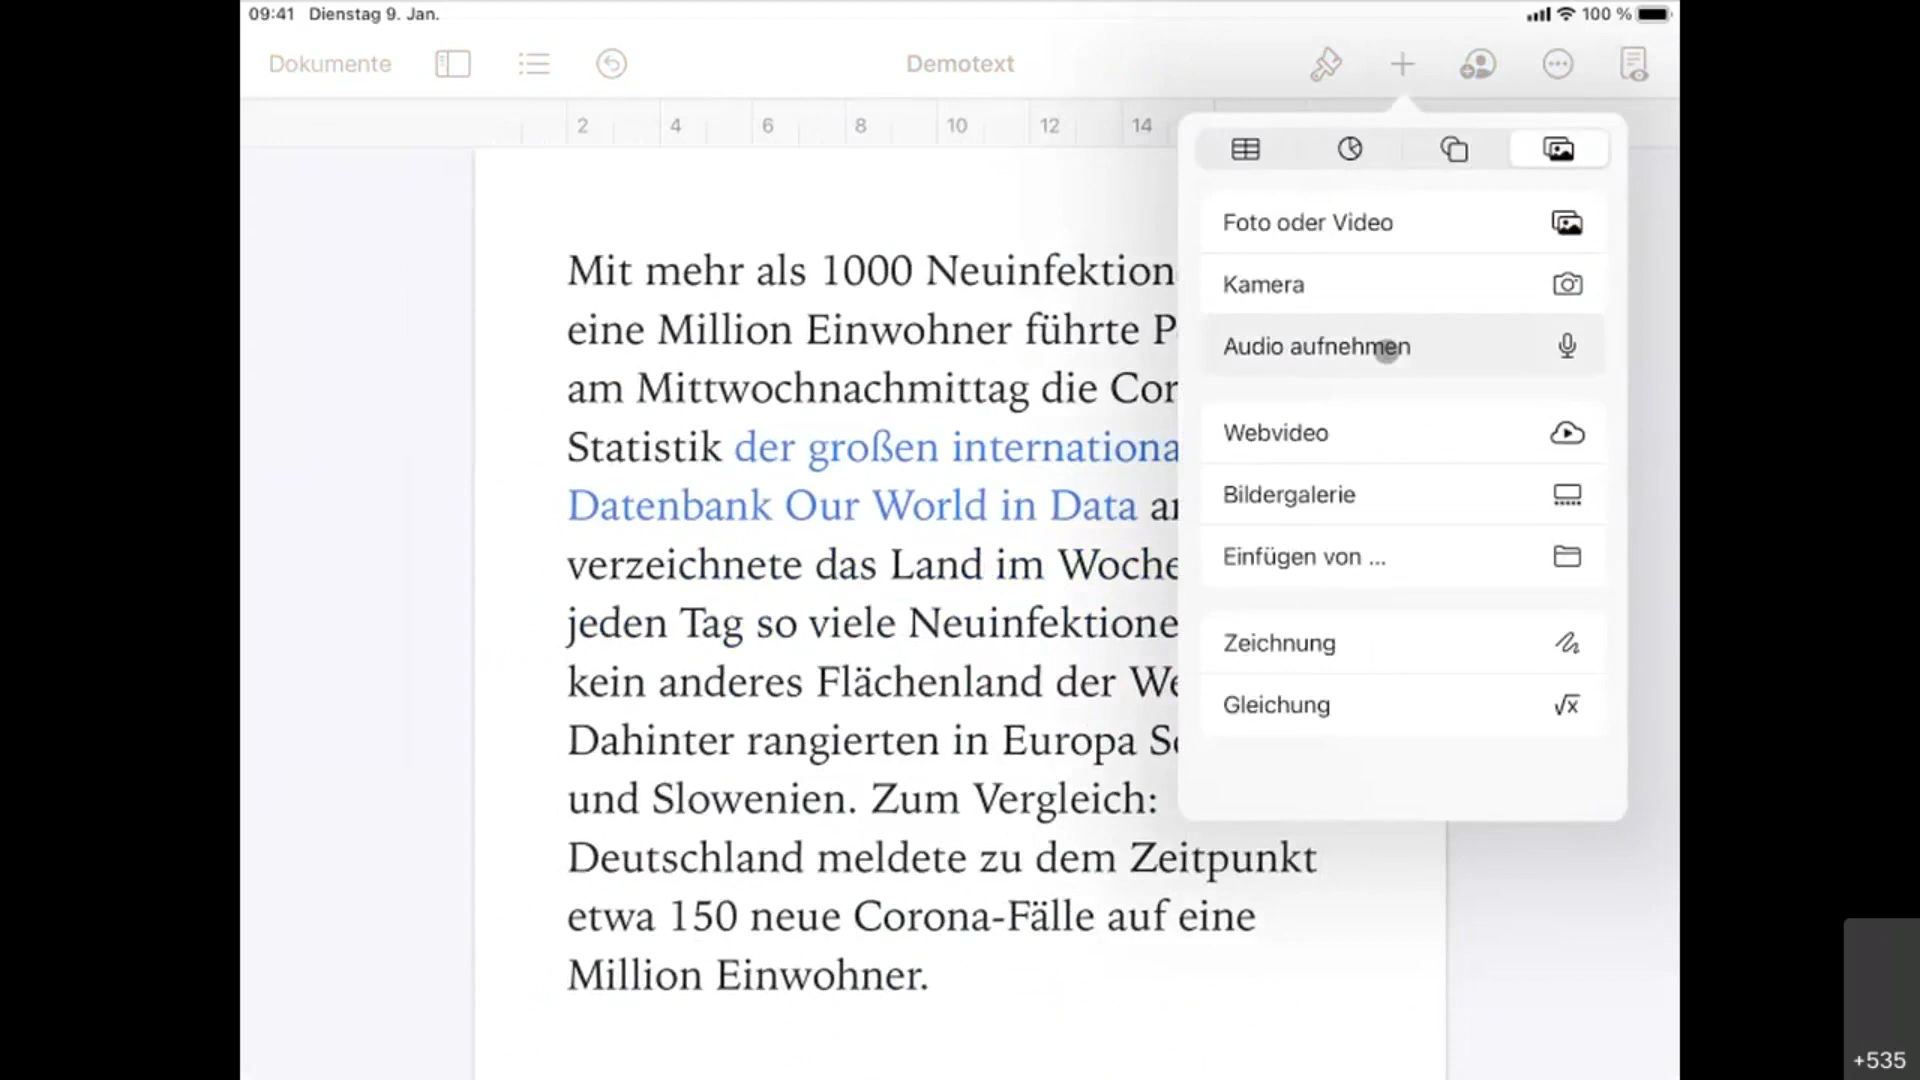 09:41 Dienstag 9. Jan.
100 %
Dokumente
Demotext
2 4 6 8 10 12 14
Mit mehr als 1000 Neuinfektion
eine Million Einwohner führte P
am Mittwochnachmittag die Cor
Statistik der großen internationa
Datenbank Our World in Data an
verzeichnete das Land im Woche
jeden Tag so viele Neuinfektione
kein anderes Flächenland der We
Dahinter rangierten in Europa Se
und Slowenien. Zum Vergleich:
Deutschland meldete zu dem Zeitpunkt
etwa 150 neue Corona-Fälle auf eine
Million Einwohner.
Foto oder Video
Kamera
Audio aufnehmen
Webvideo
Bildergalerie
Einfügen von ...
Zeichnung
Gleichung
√x
+535